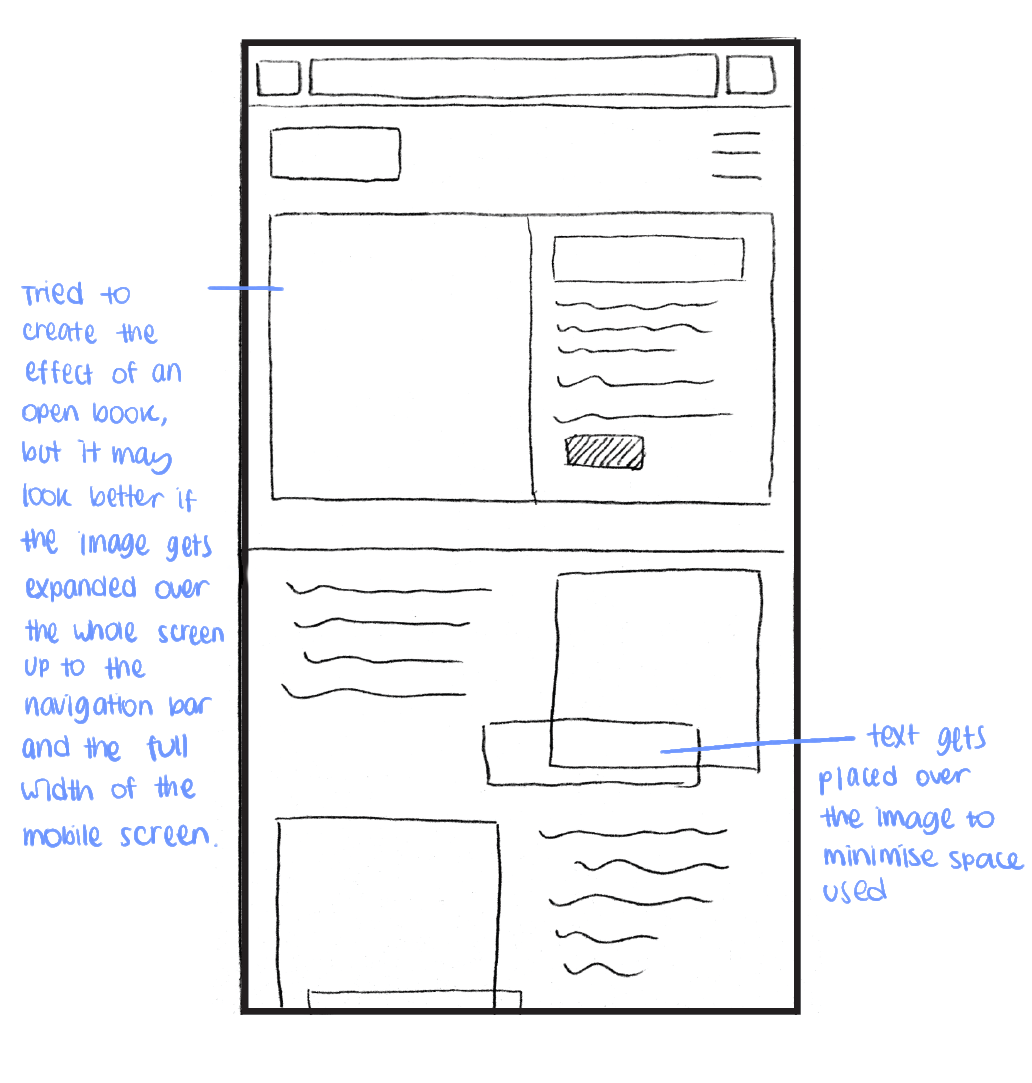 Tried to
create the
effect of an
open book,
but it may
look better if
the image gets
expanded over
the whole screen
up to the
navigation bar
and the full
width of the
mobile screen.
text gets
placed over
the image to
minimise space
used